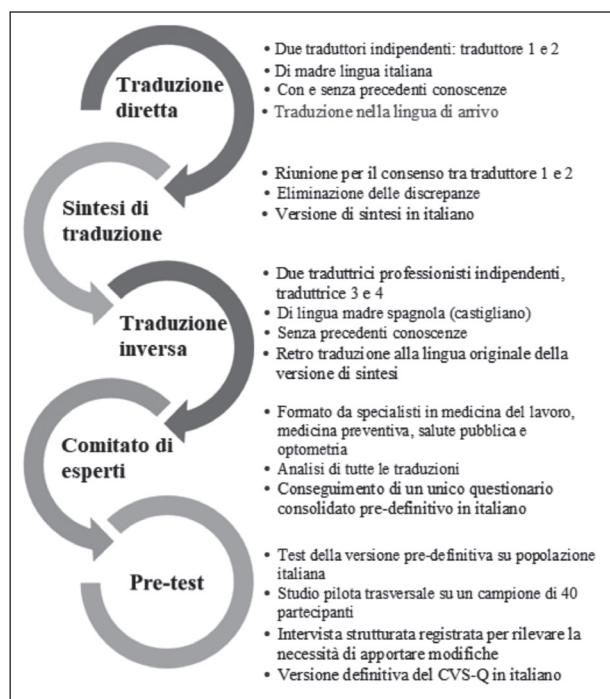 Traduzione
diretta
• Due traduttori indipendenti: traduttore 1 e 2
• Di madre lingua italiana
• Con e senza precedenti conoscenze
• Traduzione nella lingua di arrivo
Sintesi di
traduzione
• Riunione per il consenso tra traduttore 1 e 2
• Eliminazione delle discrepanze
• Versione di sintesi in italiano
Traduzione
inversa
• Due traduttrici professionisti indipendenti,
traduttrice 3 e 4
• Di lingua madre spagnola (castigliano)
• Senza precedenti conoscenze
• Retro traduzione alla lingua originale della
versione di sintesi
Comitato di
esperti
• Formato da specialisti in medicina del lavoro,
medicina preventiva, salute pubblica e
optometria
• Analisi di tutte le traduzioni
• Conseguimento di un unico questionario
consolidato pre-definitivo in italiano
Pre-test
• Test della versione pre-definitiva su popolazione
italiana
• Studio pilota trasversale su un campione di 40
partecipanti
• Intervista strutturata registrata per rilevare la
necessità di apportare modifiche
• Versione definitiva del CVS-Q in italiano